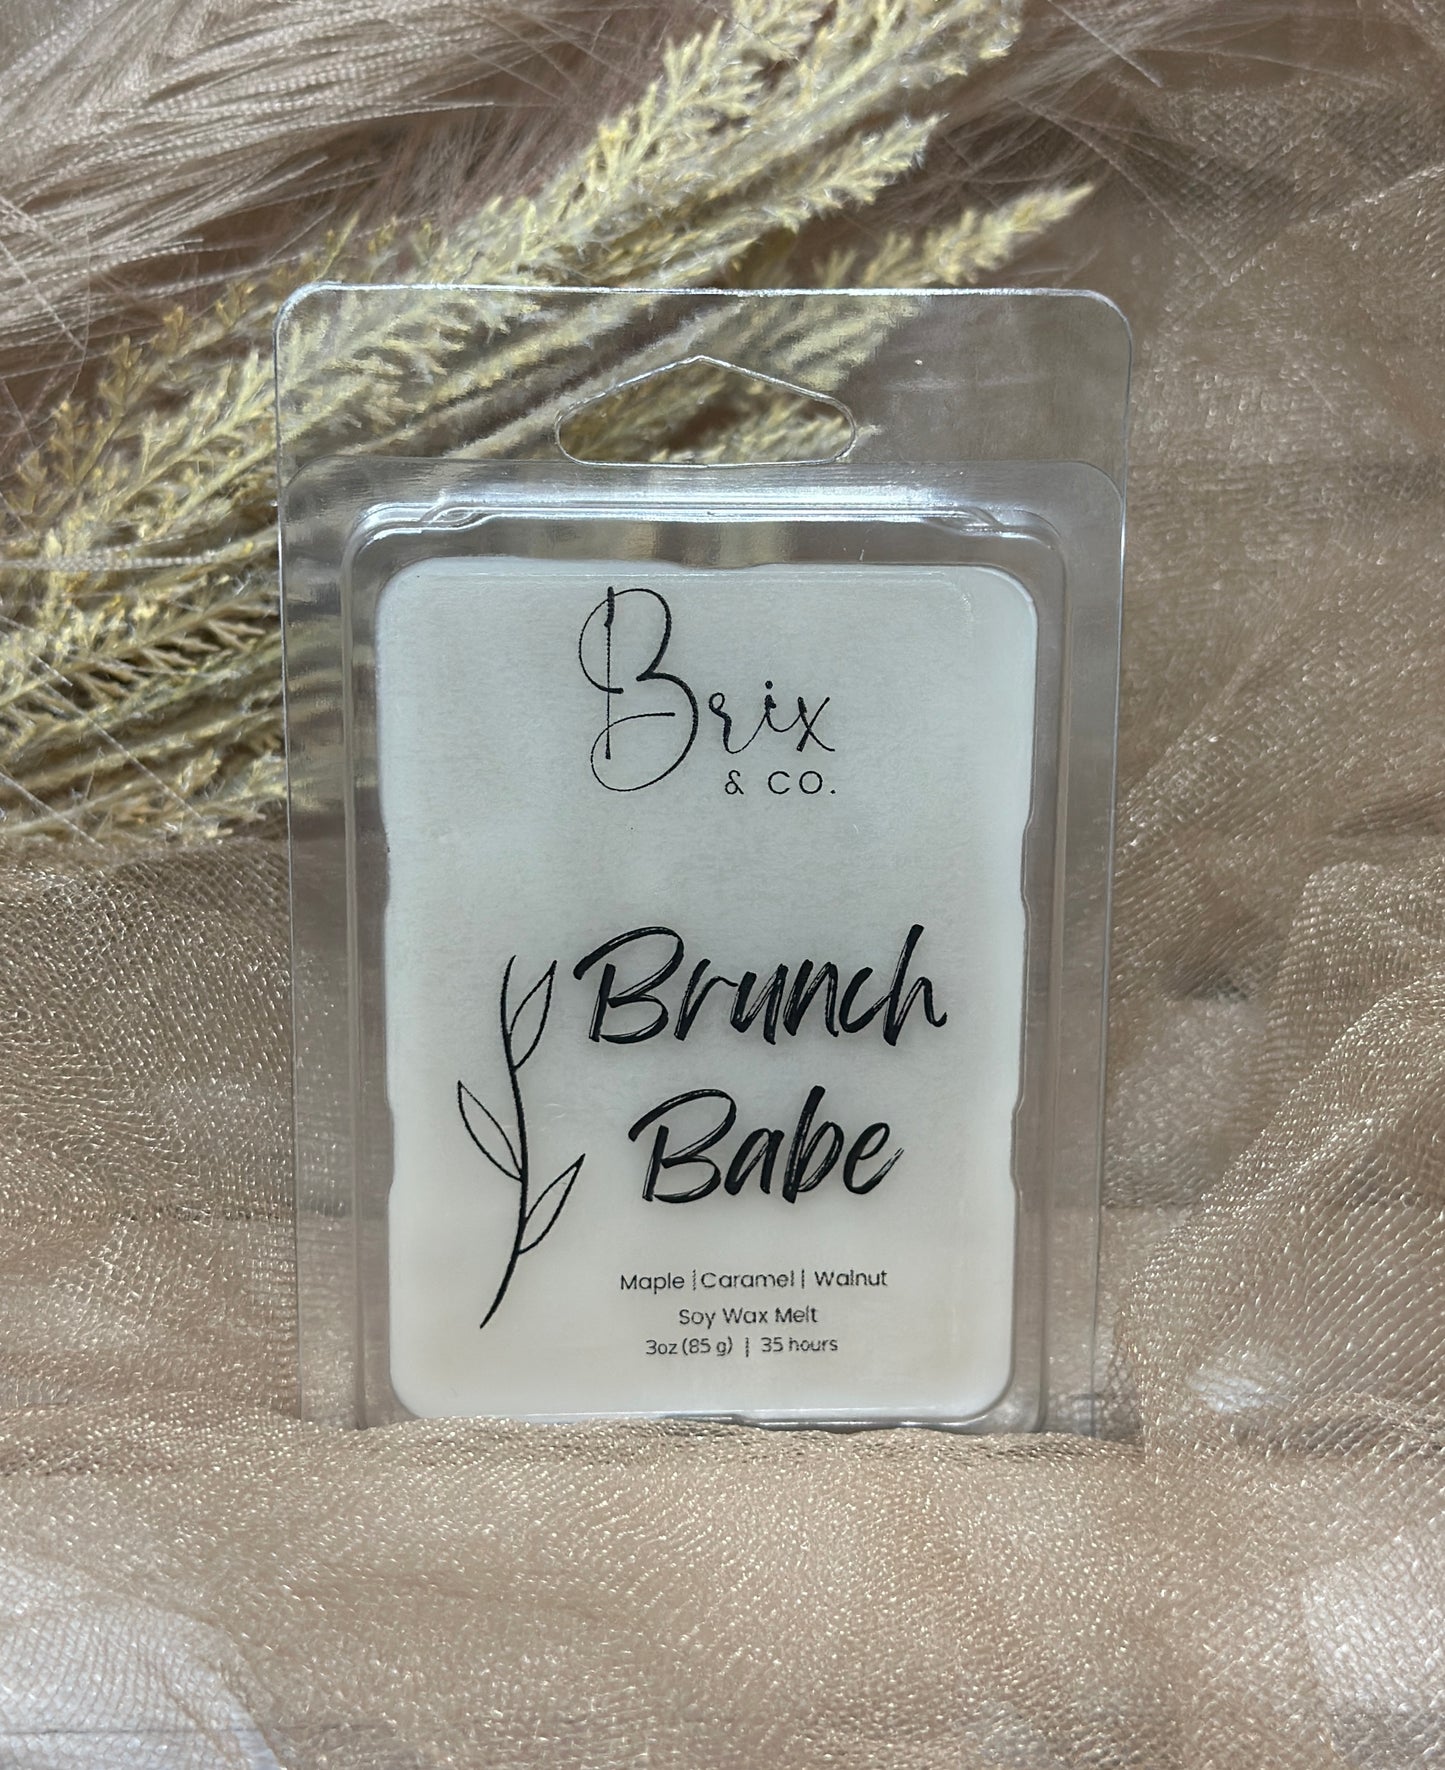 Brix
& CO.
Brunch
Babe
Maple | Caramel | Walnut
Soy Wax Melt
3oz (85 g) | 35 hours